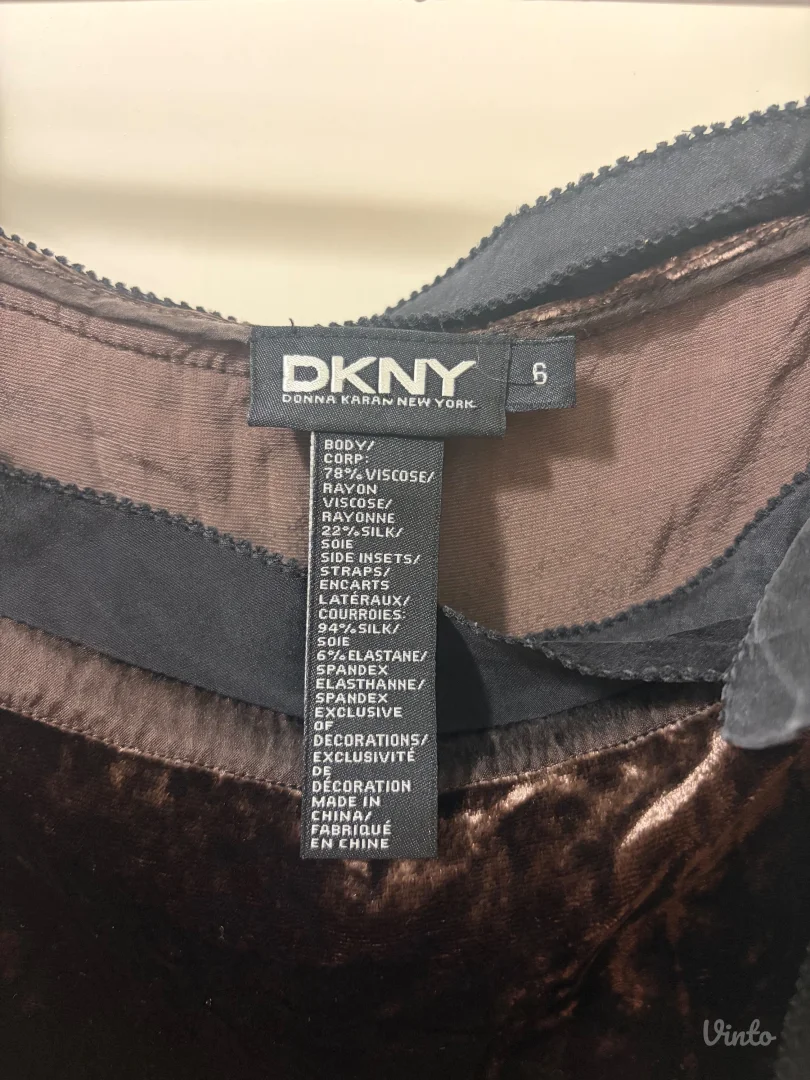 DKNY
DONNA KARAN NEW YORK
6
BODY/
CORP:
78% VISCOSE/
RAYON
VISCOSE/
RAYONNE
22% SILK/
SOIE
SIDE INSETS/
STRAPS/
ENCARTS
LATÉRAUX/
COURROIES:
94% SILK/
SOIE
6% ELASTANE/
SPANDEX
ELASTHANNE/
SPANDEX
EXCLUSIVE
OF
DECORATIONS/
EXCLUSIVITÉ
DE
DÉCORATION
MADE IN
CHINA/
FABRIQUÉ
EN CHINE
Vinto